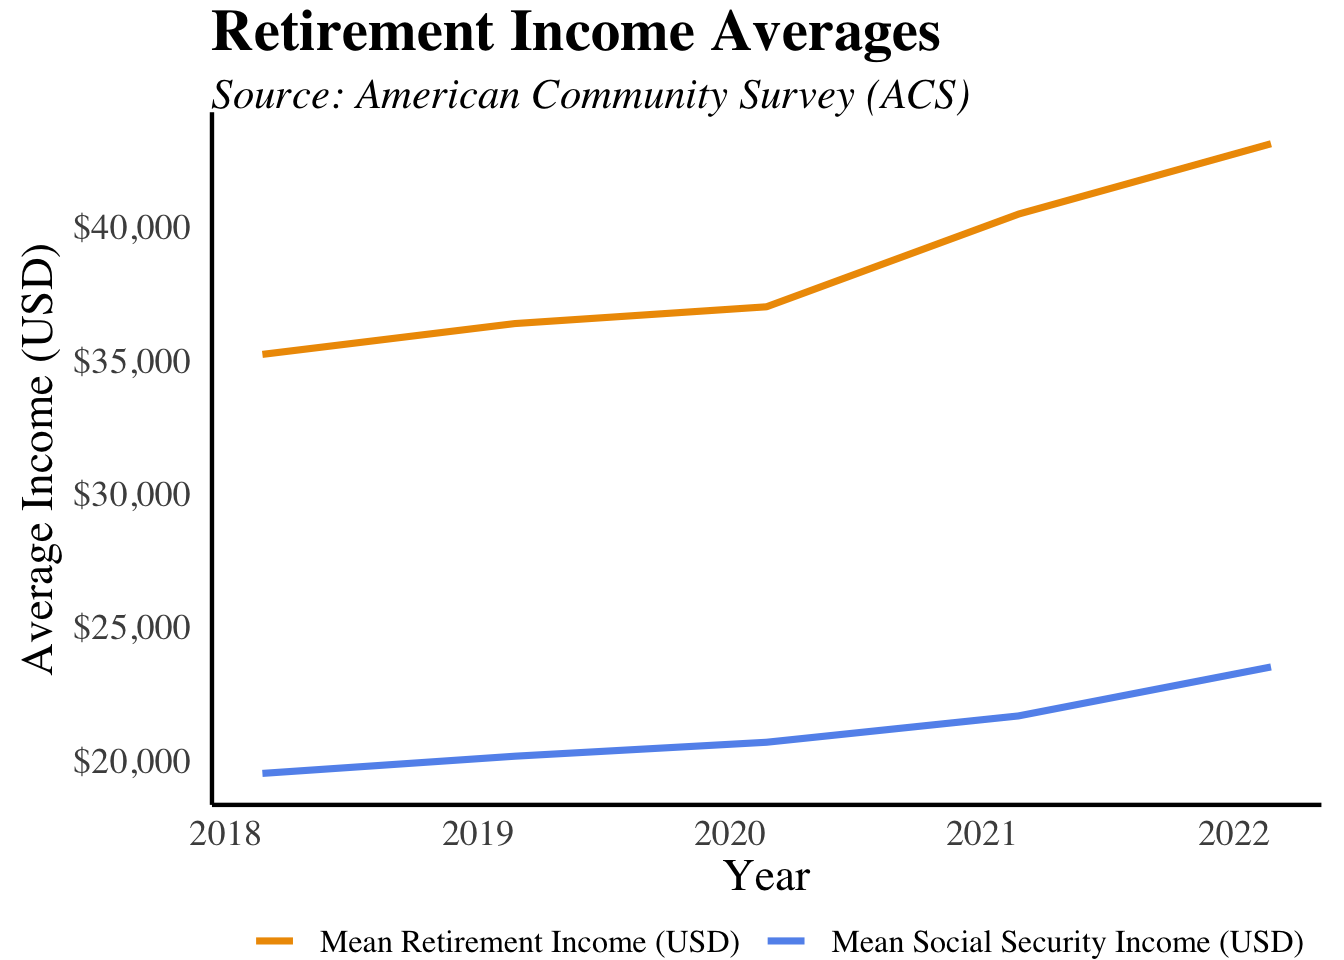 Retirement Income Averages
Source: American Community Survey (ACS)
Average Income (USD)
$40,000
$35,000
$30,000
$25,000
$20,000
2018 2019 2020 2021 2022
Year
Mean Retirement Income (USD) Mean Social Security Income (USD)